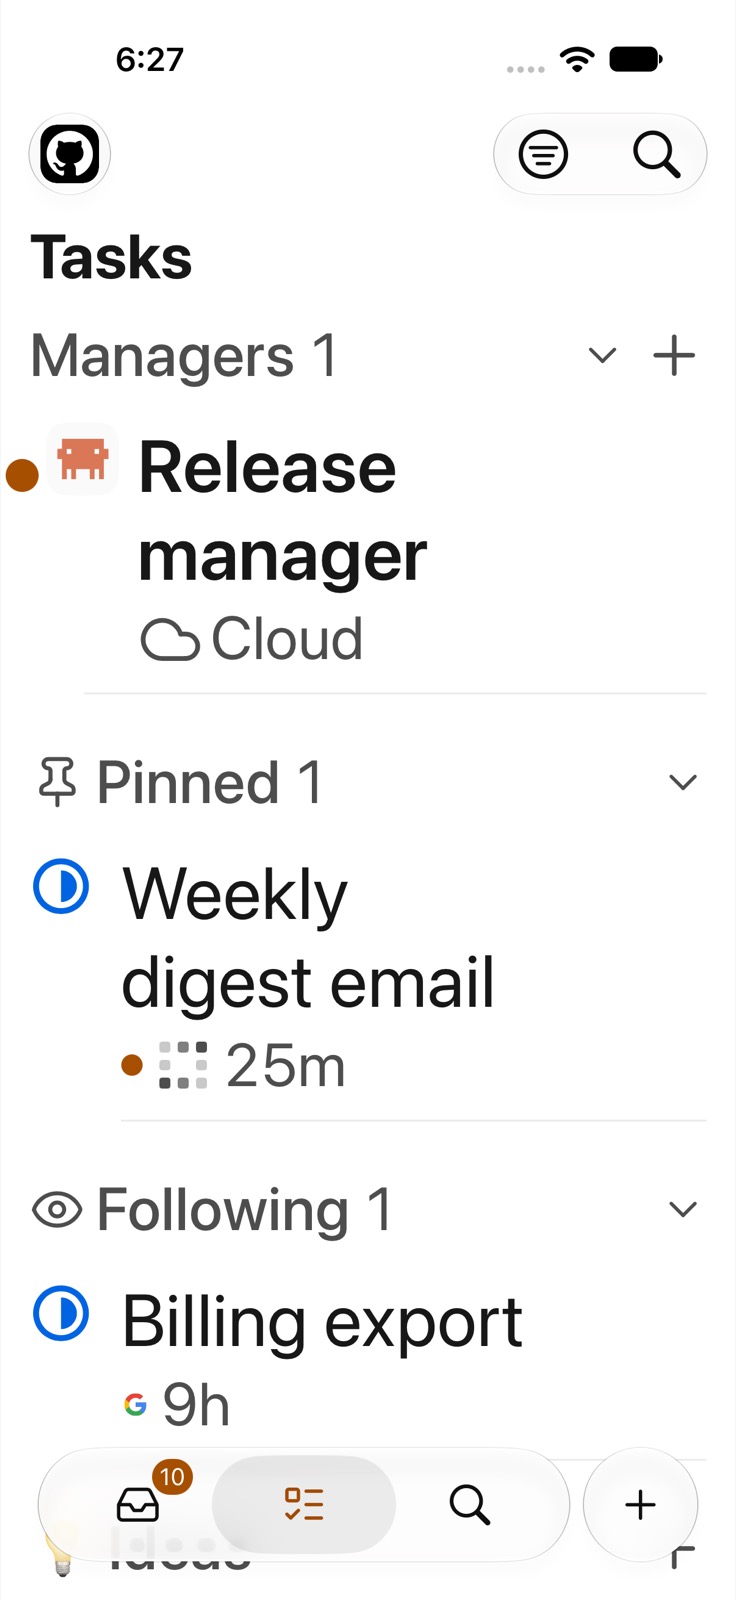 6:27
Tasks
Managers 1
Release
manager
Cloud
Pinned 1
Weekly
digest email
25m
Following 1
Billing export
9h
10
Ideas